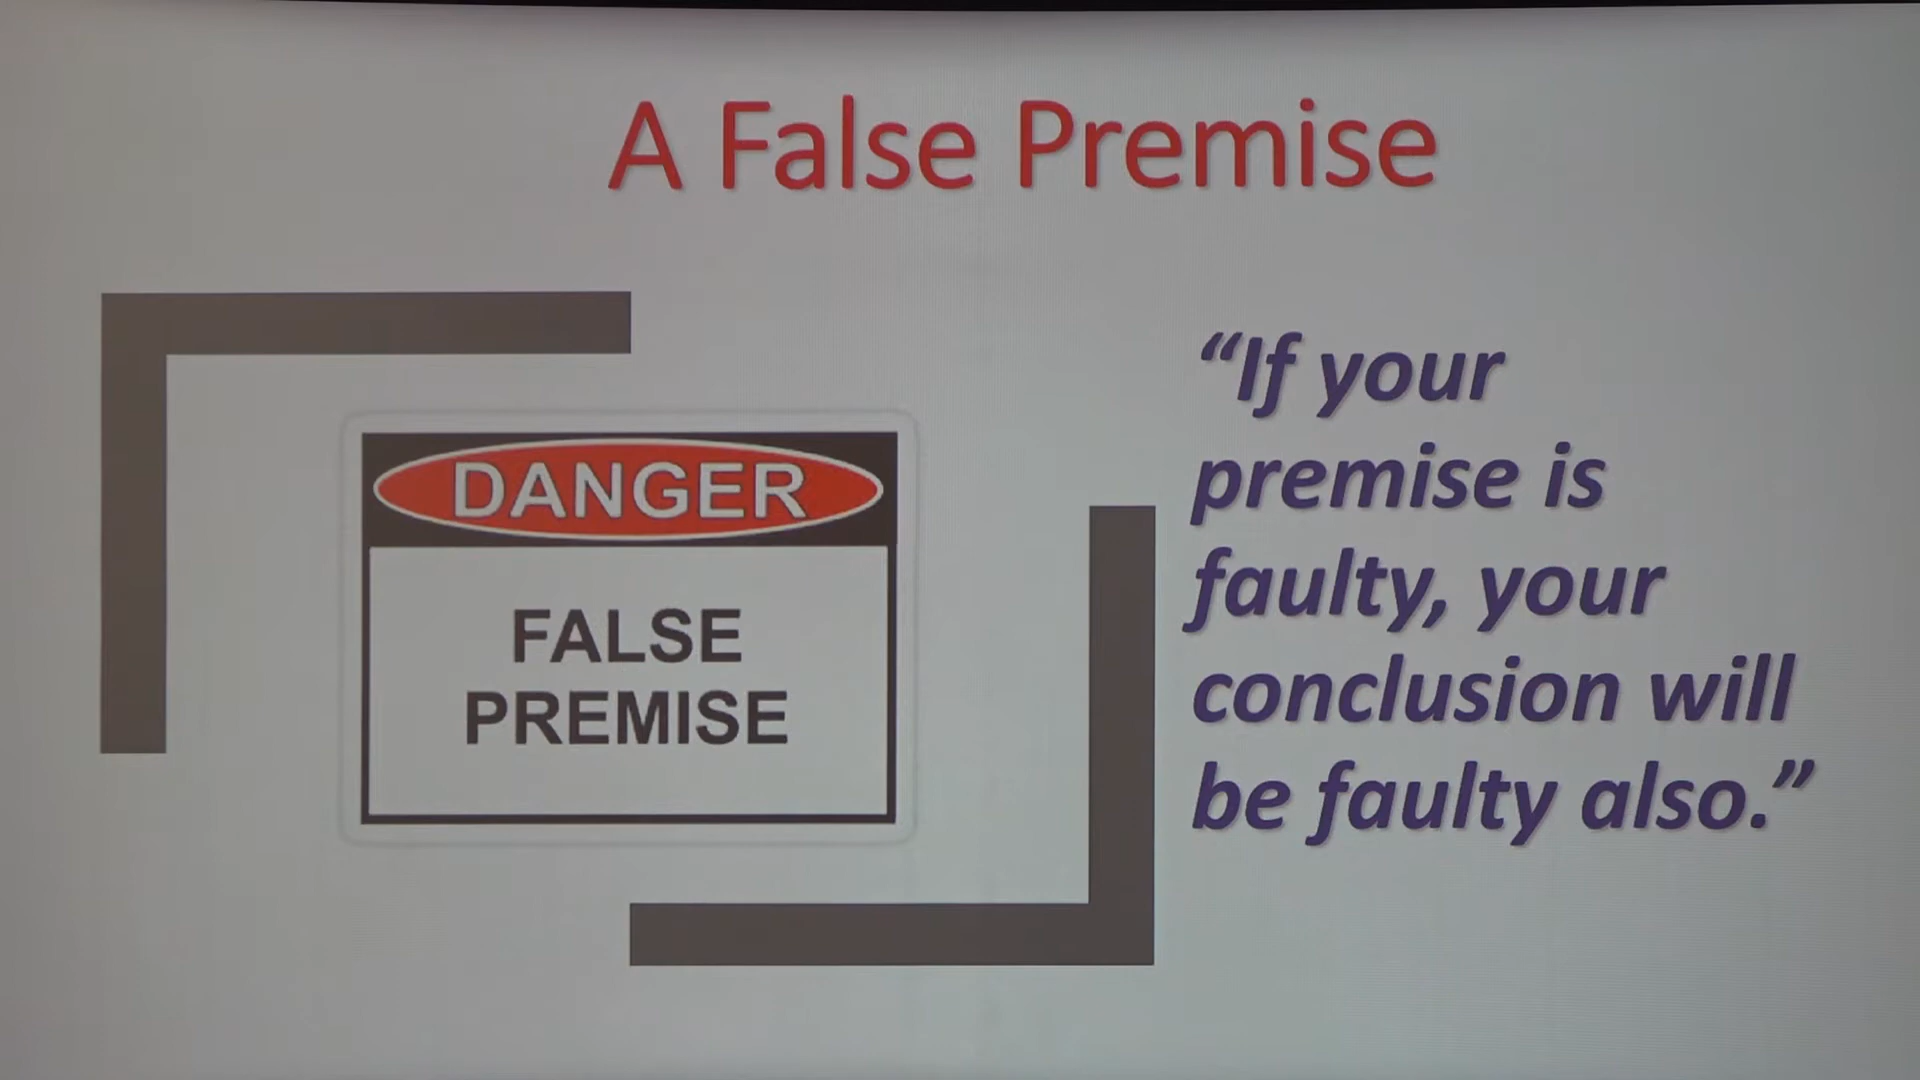 A False Premise
DANGER
FALSE
PREMISE
“If your
premise is
faulty, your
conclusion will
be faulty also.”